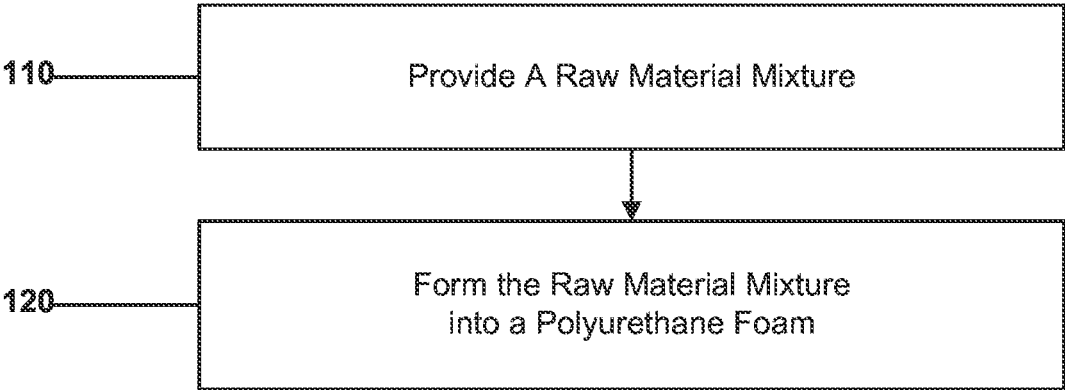 110
Provide A Raw Material Mixture
120
Form the Raw Material Mixture
into a Polyurethane Foam